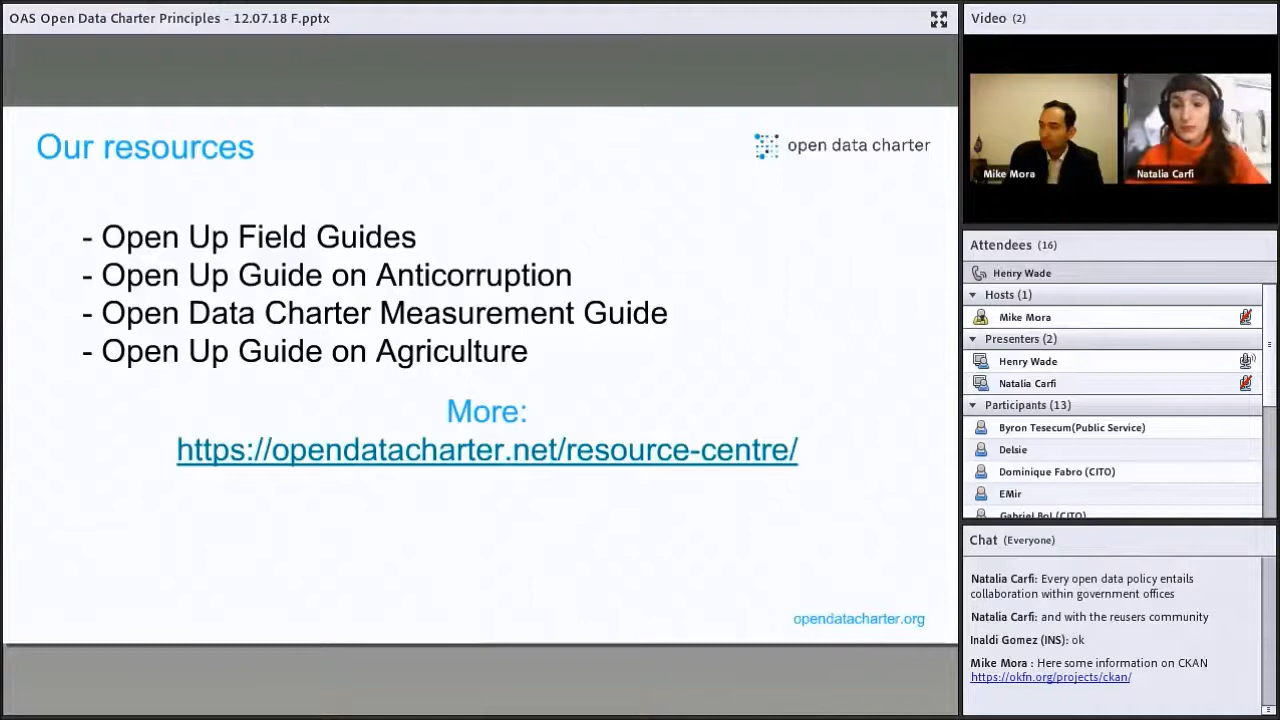 OAS Open Data Charter Principles - 12.07.18 F.pptx
Our resources
open data charter
- Open Up Field Guides
- Open Up Guide on Anticorruption
- Open Data Charter Measurement Guide
- Open Up Guide on Agriculture
More:
https://opendatacharter.net/resource-centre/
opendatacharter.org
Video (2)
Mike Mora
Natalia Carfi
Attendees (16)
Henry Wade
Hosts (1)
Mike Mora
Presenters (2)
Henry Wade
Natalia Carfi
Participants (13)
Byron Tesecum(Public Service)
Delsie
Dominique Fabro (CITO)
EMir
Gabriel Bol (CITO)
Chat (Everyone)
Natalia Carfi: Every open data policy entails
collaboration within government offices
Natalia Carfi: and with the reusers community
Inaldi Gomez (INS): ok
Mike Mora : Here some information on CKAN
https://okfn.org/projects/ckan/